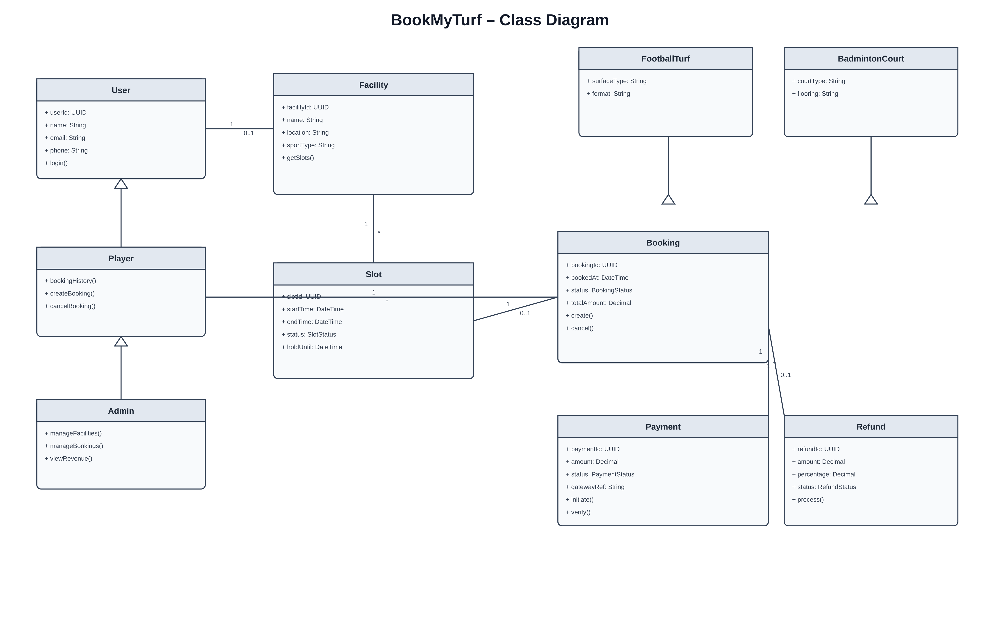 BookMyTurf – Class Diagram
User
+ userId: UUID
+ name: String
+ email: String
+ phone: String
+ login()
1
0..1
Facility
+ facilityId: UUID
+ name: String
+ location: String
+ sportType: String
+ getSlots()
FootballTurf
+ surfaceType: String
+ format: String
BadmintonCourt
+ courtType: String
+ flooring: String
1
*
Player
+ bookingHistory()
+ createBooking()
+ cancelBooking()
Slot
+ slotId: UUID
+ startTime: DateTime
+ endTime: DateTime
+ status: SlotStatus
+ holdUntil: DateTime
1
*
1
0..1
Booking
+ bookingId: UUID
+ bookedAt: DateTime
+ status: BookingStatus
+ totalAmount: Decimal
+ create()
+ cancel()
1
1
1
0..1
Admin
+ manageFacilities()
+ manageBookings()
+ viewRevenue()
Payment
+ paymentId: UUID
+ amount: Decimal
+ status: PaymentStatus
+ gatewayRef: String
+ initiate()
+ verify()
Refund
+ refundId: UUID
+ amount: Decimal
+ percentage: Decimal
+ status: RefundStatus
+ process()